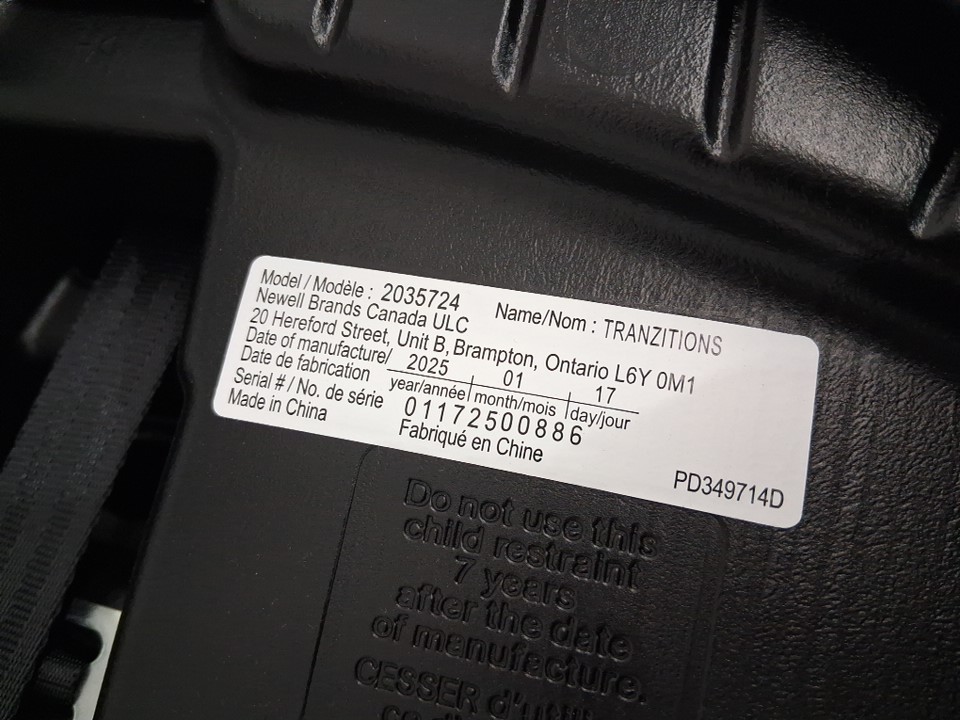 Model / Modèle : 2035724 Name/Nom : TRANZITIONS
Newell Brands Canada ULC
20 Hereford Street, Unit B, Brampton, Ontario L6Y 0M1
Date of manufacture/ 2025 01 17
Date de fabrication year/année month/mois day/jour
Serial # / No. de série 01172500886
Made in China Fabriqué en Chine
PD349714D
Do not use this
child restraint
7 years
after the date
of manufacture.
CESSER